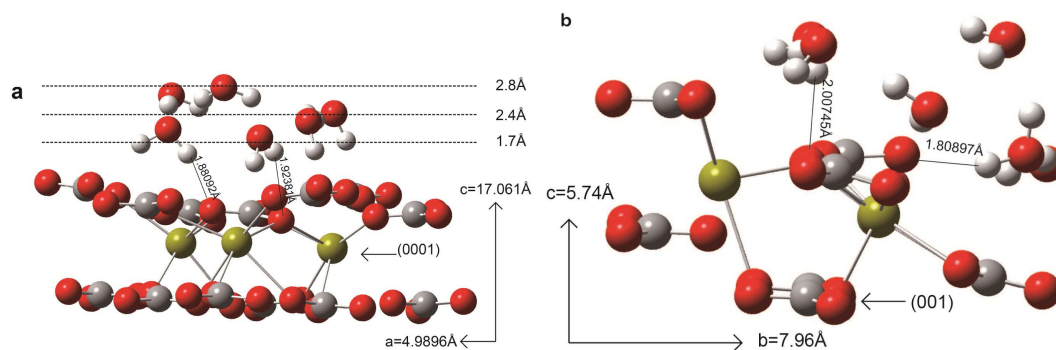 a
2.8Å
2.4Å
1.7Å
1.88092Å
1.92381Å
c=17.061Å
(0001)
a=4.9896Å
b
2.00745Å
1.80897Å
c=5.74Å
(001)
b=7.96Å